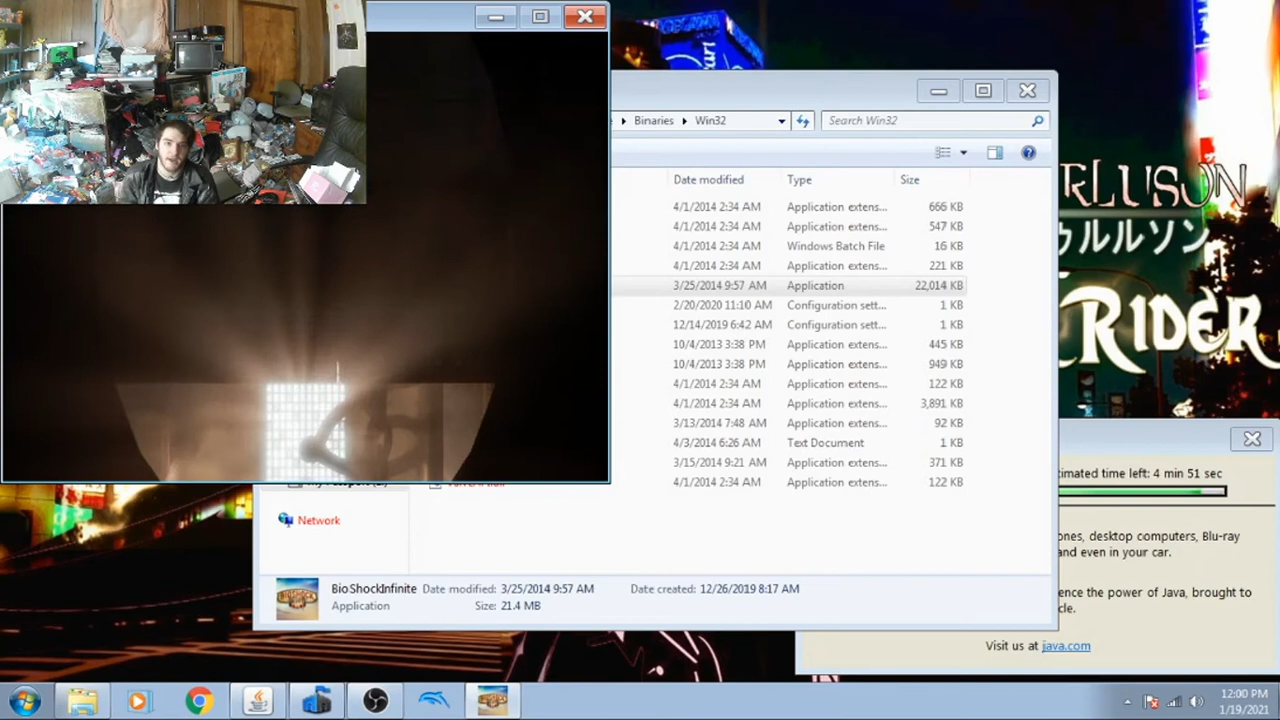 Binaries
Win32
Search Win32
Date modified
Type
Size
4/1/2014 2:34 AM Application extens... 666 KB
4/1/2014 2:34 AM Application extens... 547 KB
4/1/2014 2:34 AM Windows Batch File 16 KB
4/1/2014 2:34 AM Application extens... 221 KB
3/25/2014 9:57 AM Application 22,014 KB
2/20/2020 11:10 AM Configuration sett... 1 KB
12/14/2019 6:42 AM Configuration sett... 1 KB
10/4/2013 3:38 PM Application extens... 445 KB
10/4/2013 3:38 PM Application extens... 949 KB
4/1/2014 2:34 AM Application extens... 122 KB
4/1/2014 2:34 AM Application extens... 3,891 KB
3/13/2014 7:48 AM Application extens... 92 KB
4/3/2014 6:26 AM Text Document 1 KB
3/15/2014 9:21 AM Application extens... 371 KB
4/1/2014 2:34 AM Application extens... 122 KB
Network
BioShockInfinite Date modified: 3/25/2014 9:57 AM Date created: 12/26/2019 8:17 AM
Application Size: 21.4 MB
ルルソン
RIDER
timated time left: 4 min 51 sec
ones, desktop computers, Blu-ray
and even in your car.
ence the power of Java, brought to
cle.
Visit us at java.com
12:00 PM
1/19/2021